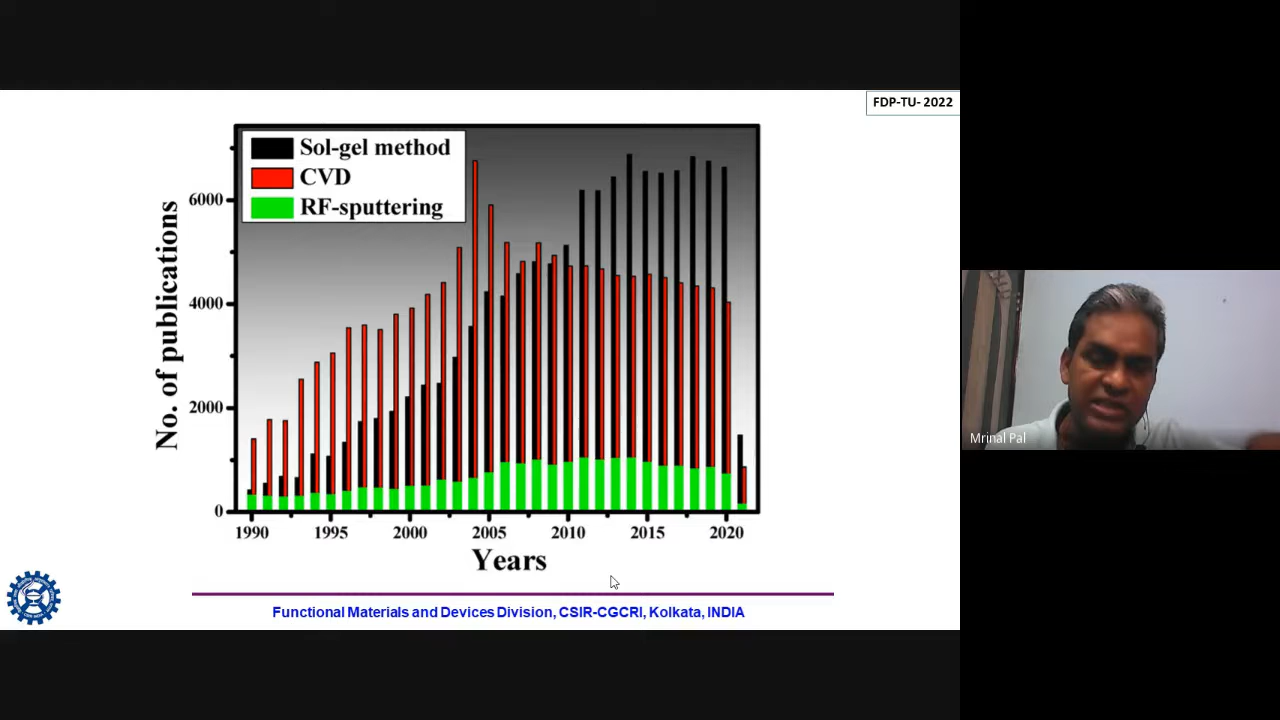 FDP-TU- 2022
Sol-gel method
CVD
RF-sputtering
No. of publications
6000
4000
2000
0
1990 1995 2000 2005 2010 2015 2020
Years
Functional Materials and Devices Division, CSIR-CGCRI, Kolkata, INDIA
Mrinal Pal